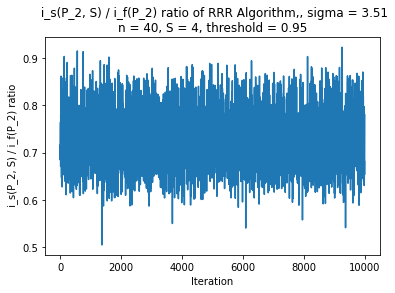 i_s(P_2, S) / i_f(P_2) ratio of RRR Algorithm,, sigma = 3.51
n = 40, S = 4, threshold = 0.95
i_s(P_2, S) / i_f(P_2) ratio
0.9
0.8
0.7
0.6
0.5
0
2000
4000
6000
8000
10000
Iteration